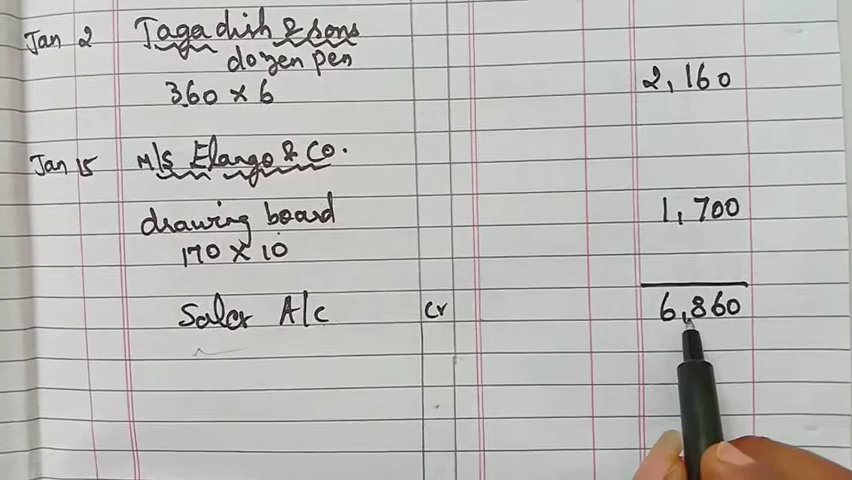 Jan 2 Jagadish & sons
dozen pen
360 × 6 2,160
Jan 15 M/S Elango & Co.
drawing board 1,700
170 × 10
Sales A/c Cr 6,860